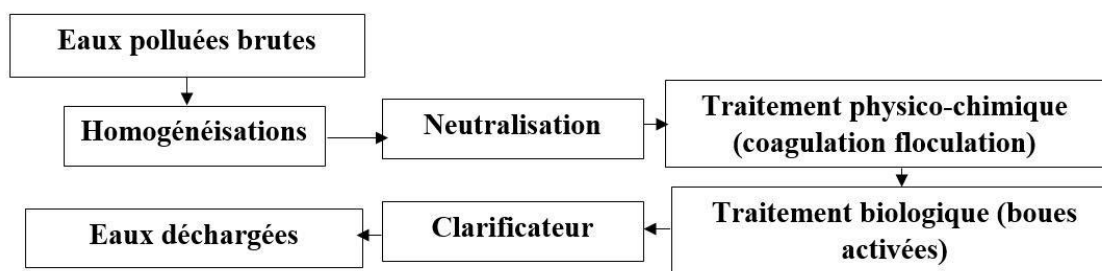 Eaux polluées brutes
Homogénéisations
Neutralisation
Traitement physico-chimique
(coagulation floculation)
Traitement biologique (boues
activées)
Clarificateur
Eaux déchargées